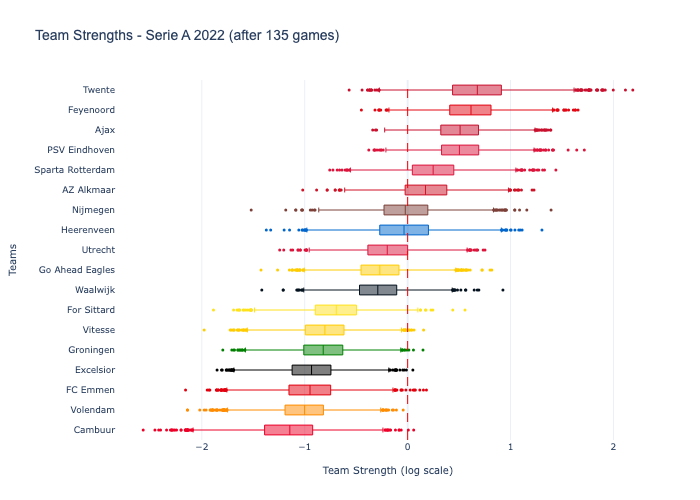 Team Strengths - Serie A 2022 (after 135 games)
Teams
Twente
Feyenoord
Ajax
PSV Eindhoven
Sparta Rotterdam
AZ Alkmaar
Nijmegen
Heerenveen
Utrecht
Go Ahead Eagles
Waalwijk
For Sittard
Vitesse
Groningen
Excelsior
FC Emmen
Volendam
Cambuur
−2 −1 0 1 2
Team Strength (log scale)